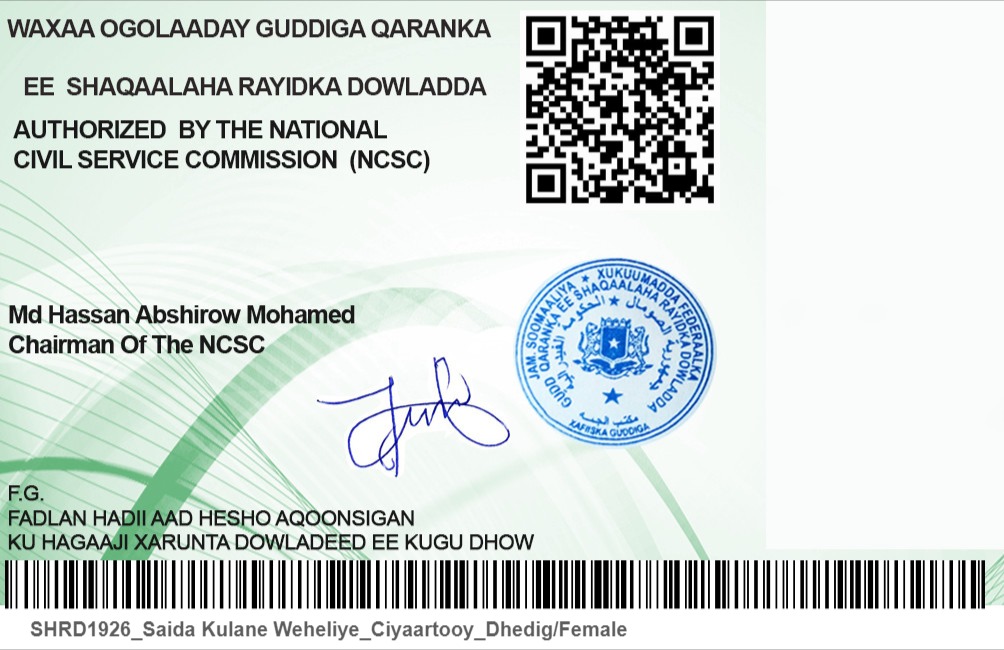 WAXAA OGOLAADAY GUDDIGA QARANKA
EE SHAQAALAHA RAYIDKA DOWLADDA
AUTHORIZED BY THE NATIONAL
CIVIL SERVICE COMMISSION (NCSC)
Md Hassan Abshirow Mohamed
Chairman Of The NCSC
JAM. SOOMAALIYA ★ XUKUUMADDA FEDERAALKA
GUDD QARANKA EE SHAQAALAHA RAYIDKA DOWLADDA
XAFIISKA GUDDIGA
F.G.
FADLAN HADII AAD HESHO AQOONSIGAN
KU HAGAAJI XARUNTA DOWLADEED EE KUGU DHOW
SHRD1926_Saida Kulane Weheliye_Ciyaartooy_Dhedig/Female